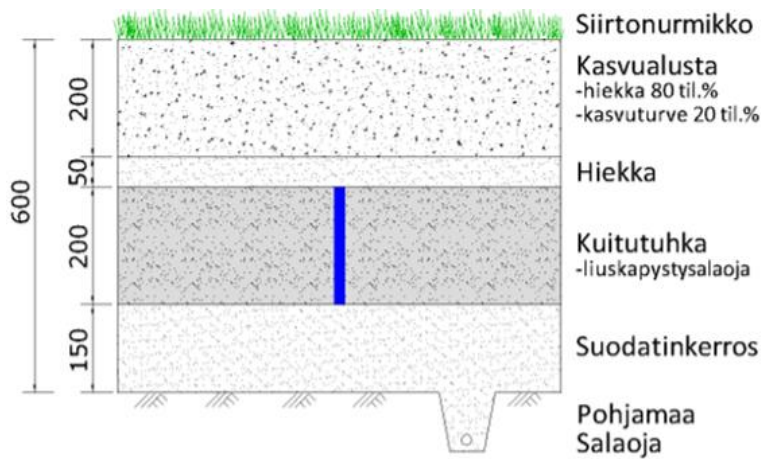 Siirtonurmikko
Kasvualusta
-hiekka 80 til.%
-kasvuturve 20 til.%
Hiekka
Kuitutuhka
-liuskapystysalaoja
Suodatinkerros
Pohjamaa
Salaoja
600
200
50
200
150